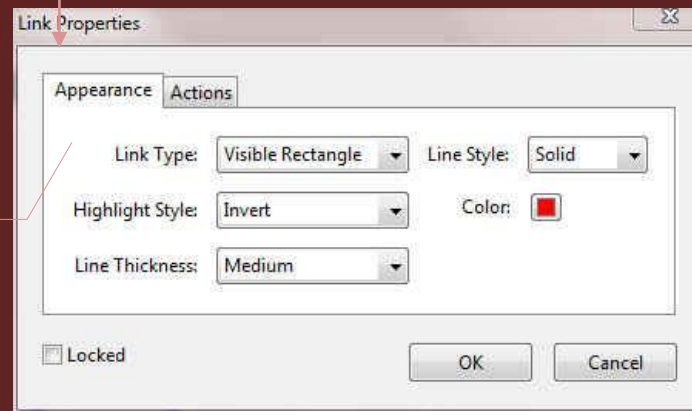 Link Properties
Appearance Actions
Link Type: Visible Rectangle Line Style: Solid
Highlight Style: Invert Color:
Line Thickness: Medium
Locked OK Cancel